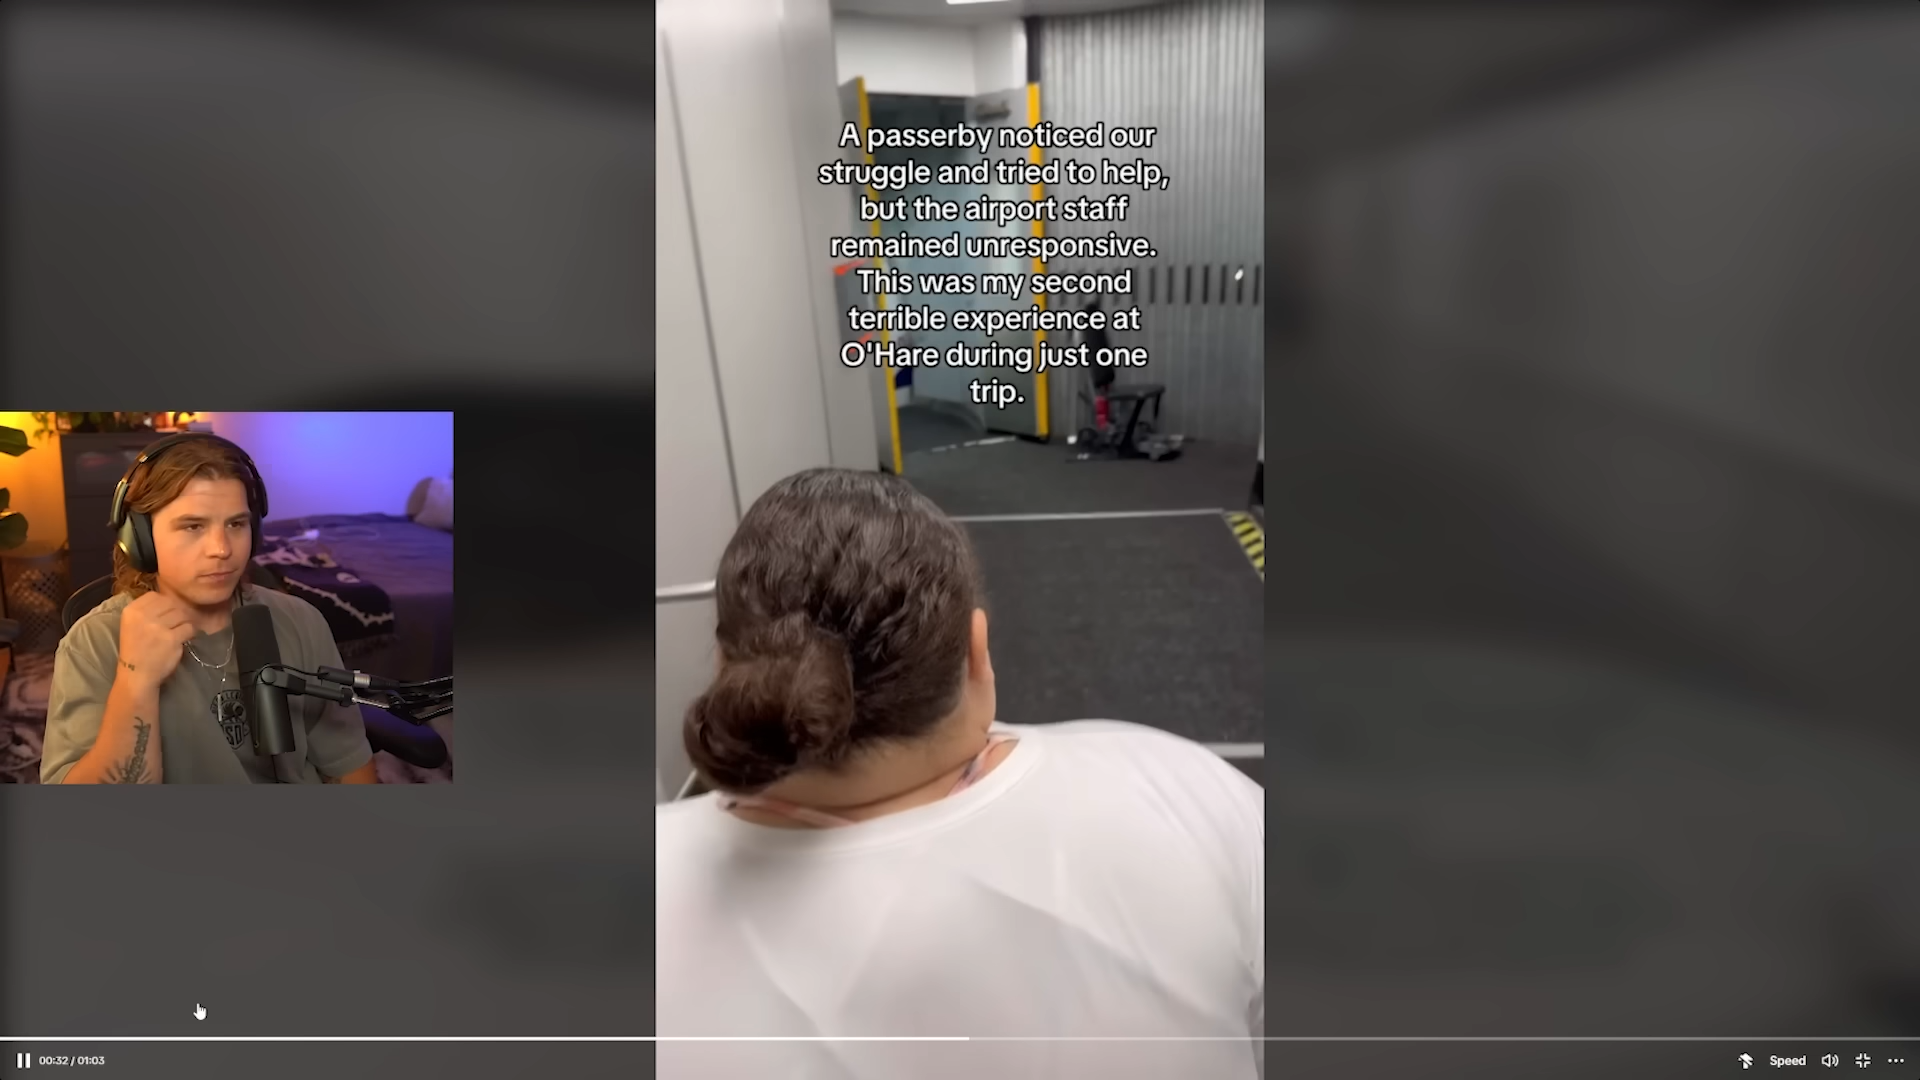 A passerby noticed our
struggle and tried to help,
but the airport staff
remained unresponsive.
This was my second
terrible experience at
O'Hare during just one
trip.
00:32 / 01:03
Speed